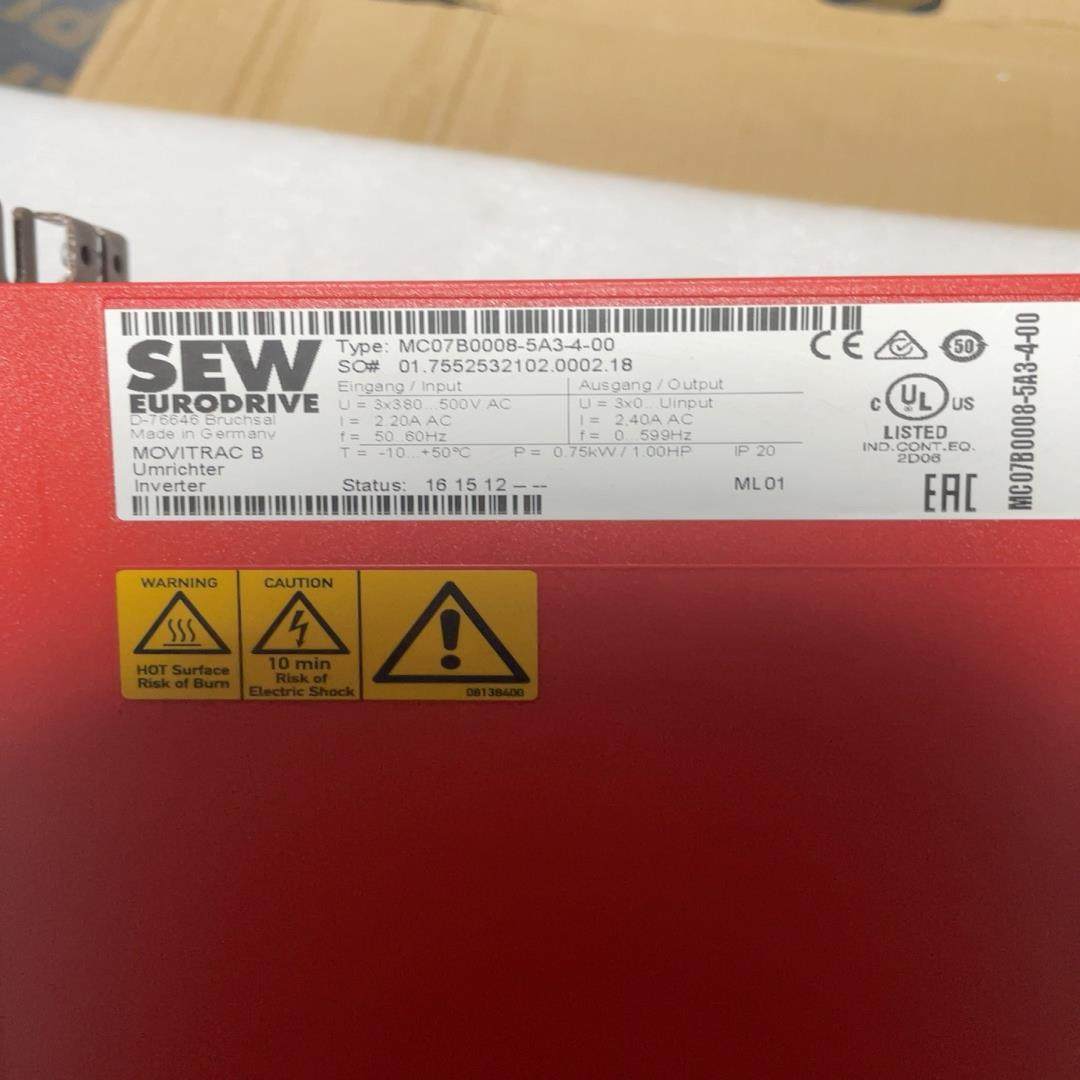 SEW
EURODRIVE
D-76646 Bruchsal
Made in Germany
MOVITRAC B
Umrichter
Inverter
Type: MC07B0008-5A3-4-00
SO# 01.7552532102.0002.18
Eingang / Input
U = 3x380...500V AC
I = 2.20A AC
f = 50...60Hz
Ausgang / Output
U = 3x0...Uinput
I = 2.40A AC
f = 0...599Hz
T = -10...+50°C P = 0.75kW / 1.00HP IP 20
Status: 16 15 12 -- --
ML 01
CE
50
C UL US
LISTED
IND.CONT.EQ.
2D06
EAC
MC07B0008-5A3-4-00
WARNING
HOT Surface
Risk of Burn
CAUTION
10 min
Risk of
Electric Shock
08138400